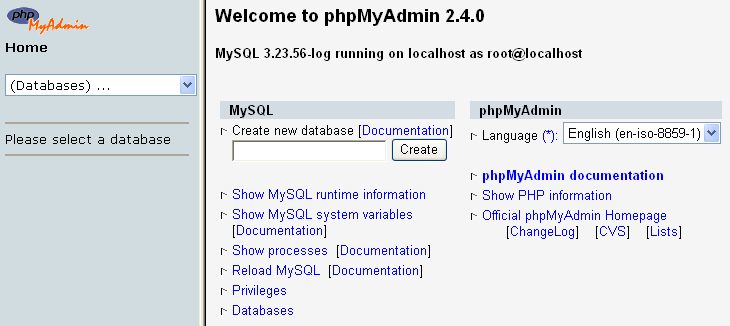 php
MyAdmin
Home
(Databases) ...
Please select a database
Welcome to phpMyAdmin 2.4.0
MySQL 3.23.56-log running on localhost as root@localhost
MySQL
Create new database [Documentation]
Create
Show MySQL runtime information
Show MySQL system variables
[Documentation]
Show processes [Documentation]
Reload MySQL [Documentation]
Privileges
Databases
phpMyAdmin
Language (*): English (en-iso-8859-1)
phpMyAdmin documentation
Show PHP information
Official phpMyAdmin Homepage
[ChangeLog] [CVS] [Lists]